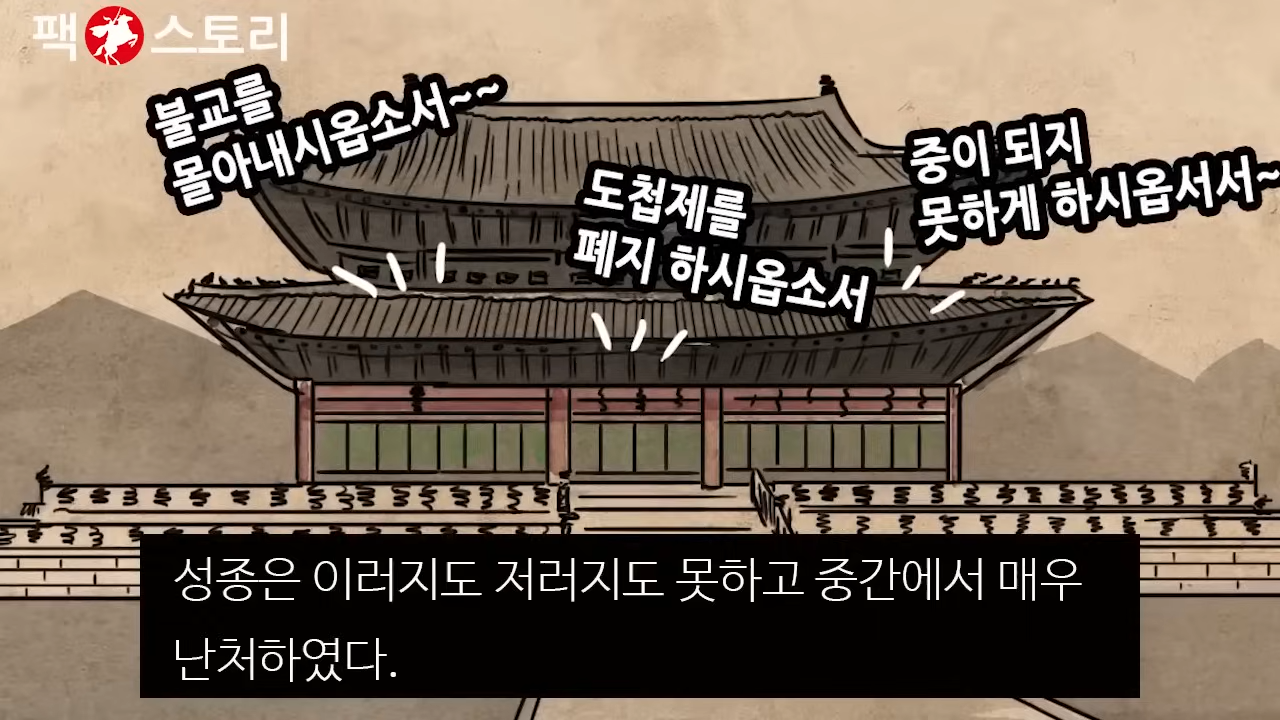 팩 스토리
불교를
몰아내시옵소서~~
중이 되지
못하게 하시옵서서~
도첩제를
폐지 하시옵소서
성종은 이러지도 저러지도 못하고 중간에서 매우
난처하였다.